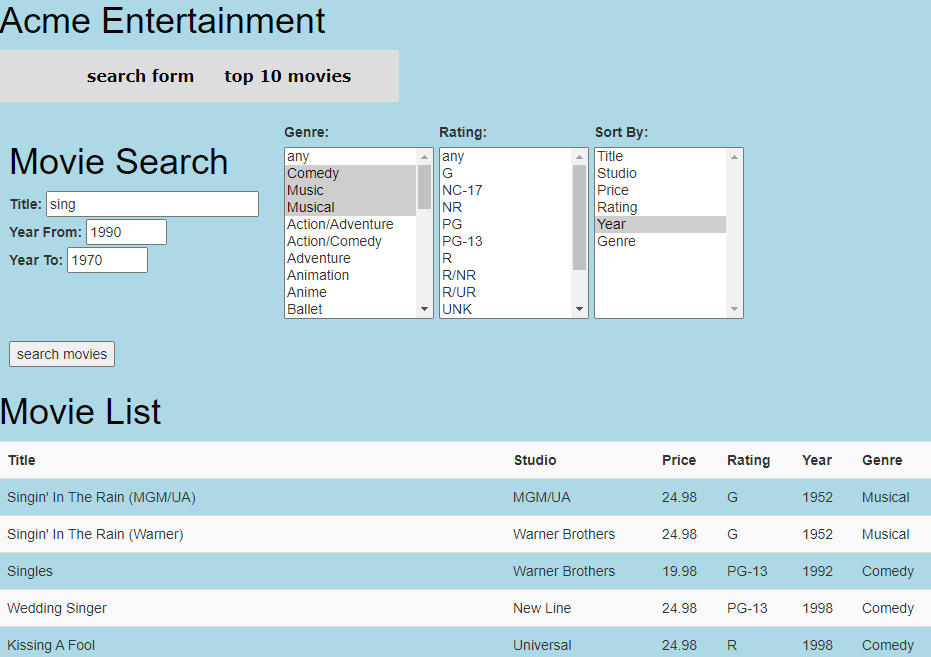 Acme Entertainment
search form top 10 movies
Movie Search
Title: sing
Year From: 1990
Year To: 1970
Genre:
any
Comedy
Music
Musical
Action/Adventure
Action/Comedy
Adventure
Animation
Anime
Ballet
Rating:
any
G
NC-17
NR
PG
PG-13
R
R/NR
R/UR
UNK
Sort By:
Title
Studio
Price
Rating
Year
Genre
search movies
Movie List
Title Studio Price Rating Year Genre
Singin' In The Rain (MGM/UA) MGM/UA 24.98 G 1952 Musical
Singin' In The Rain (Warner) Warner Brothers 24.98 G 1952 Musical
Singles Warner Brothers 19.98 PG-13 1992 Comedy
Wedding Singer New Line 24.98 PG-13 1998 Comedy
Kissing A Fool Universal 24.98 R 1998 Comedy